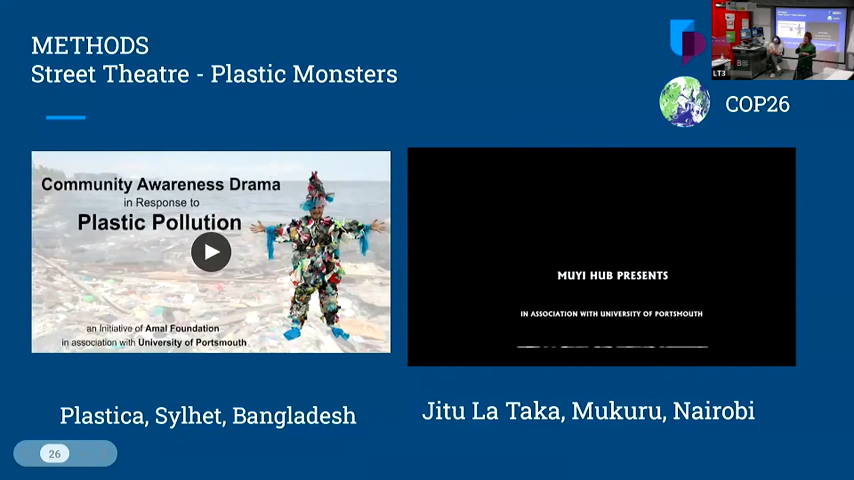 METHODS
Street Theatre - Plastic Monsters
LT3
COP26
Community Awareness Drama
in Response to
Plastic Pollution
an Initiative of Amal Foundation
in association with University of Portsmouth
MUYI HUB PRESENTS
IN ASSOCIATION WITH UNIVERSITY OF PORTSMOUTH
Plastica, Sylhet, Bangladesh
Jitu La Taka, Mukuru, Nairobi
26